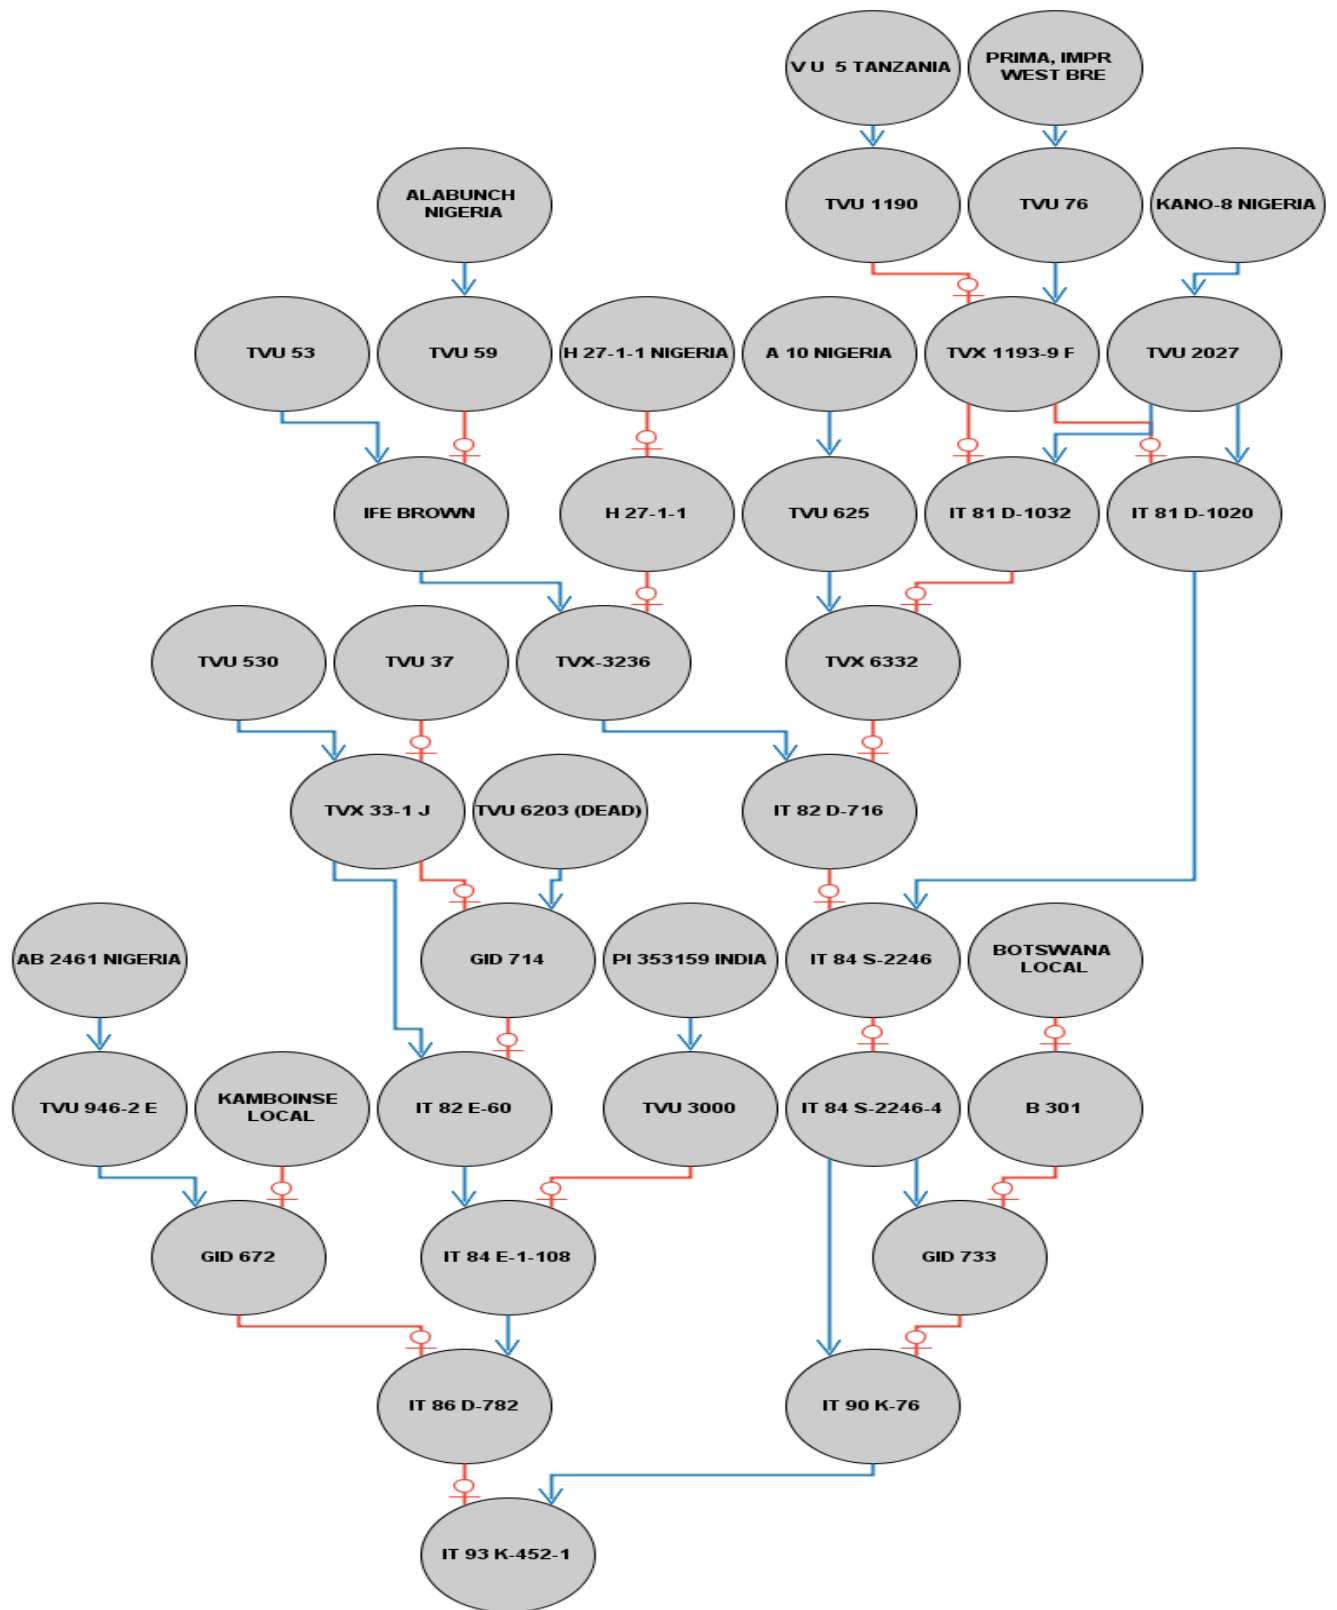 V U 5 TANZANIA
PRIMA, IMPR
WEST BRE
ALABUNCH
NIGERIA
TVU 1190
TVU 76
KANO-8 NIGERIA
TVU 53
TVU 59
H 27-1-1 NIGERIA
A 10 NIGERIA
TVX 1193-9 F
TVU 2027
IFE BROWN
H 27-1-1
TVU 625
IT 81 D-1032
IT 81 D-1020
TVU 530
TVU 37
TVX-3236
TVX 6332
TVX 33-1 J
TVU 6203 (DEAD)
IT 82 D-716
AB 2461 NIGERIA
GID 714
PI 353159 INDIA
IT 84 S-2246
BOTSWANA
LOCAL
TVU 946-2 E
KAMBOINSE
LOCAL
IT 82 E-60
TVU 3000
IT 84 S-2246-4
B 301
GID 672
IT 84 E-1-108
GID 733
IT 86 D-782
IT 90 K-76
IT 93 K-452-1